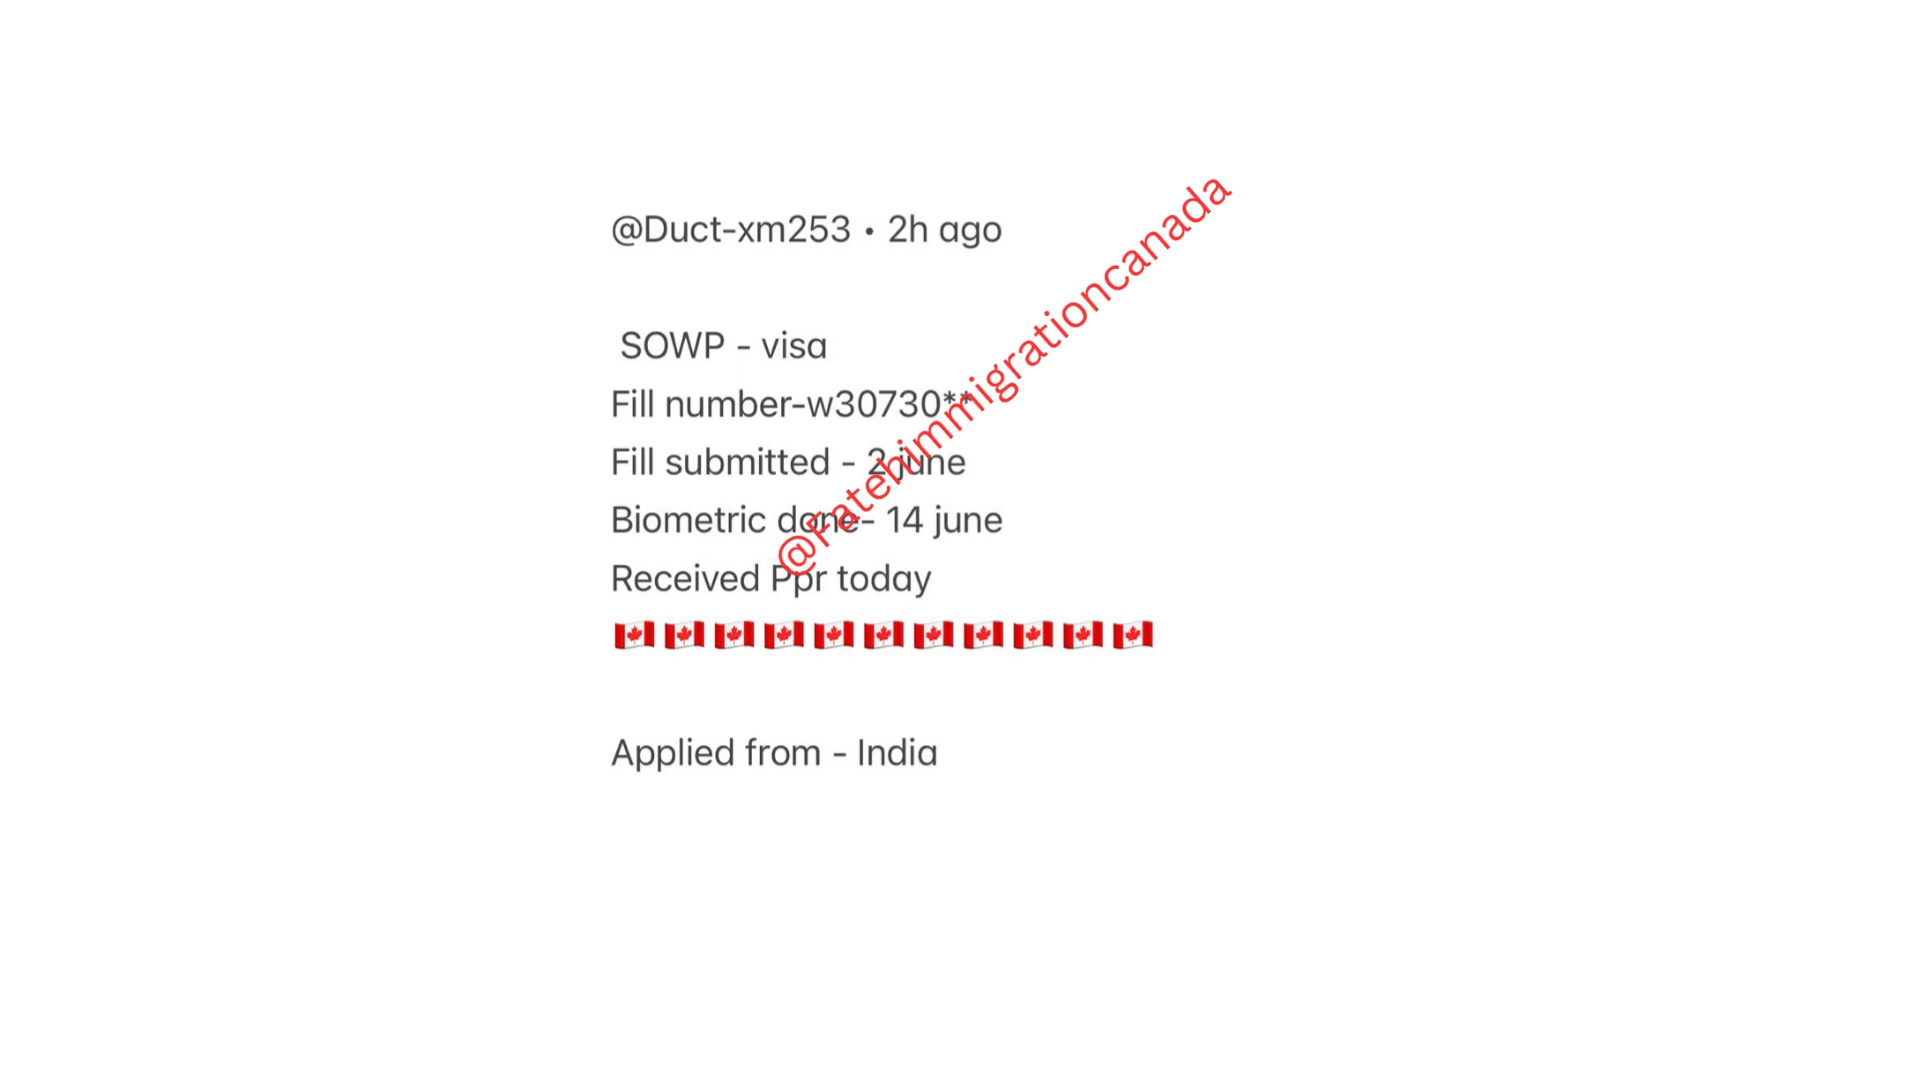 @Duct-xm253 • 2h ago
SOWP - visa
Fill number-w30730**
Fill submitted - 2 june
Biometric done- 14 june
Received Ppr today
🇨🇦🇨🇦🇨🇦🇨🇦🇨🇦🇨🇦🇨🇦🇨🇦🇨🇦🇨🇦🇨🇦
Applied from - India
@Fatehimmigrationcanada